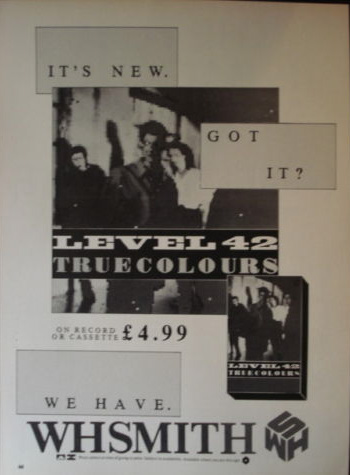 IT'S NEW.
GOT
IT?
LEVEL 42
TRUE COLOURS
ON RECORD
OR CASSETTE £4.99
LEVEL 42
TRUE COLOURS
WE HAVE.
WHSMITH
WHS